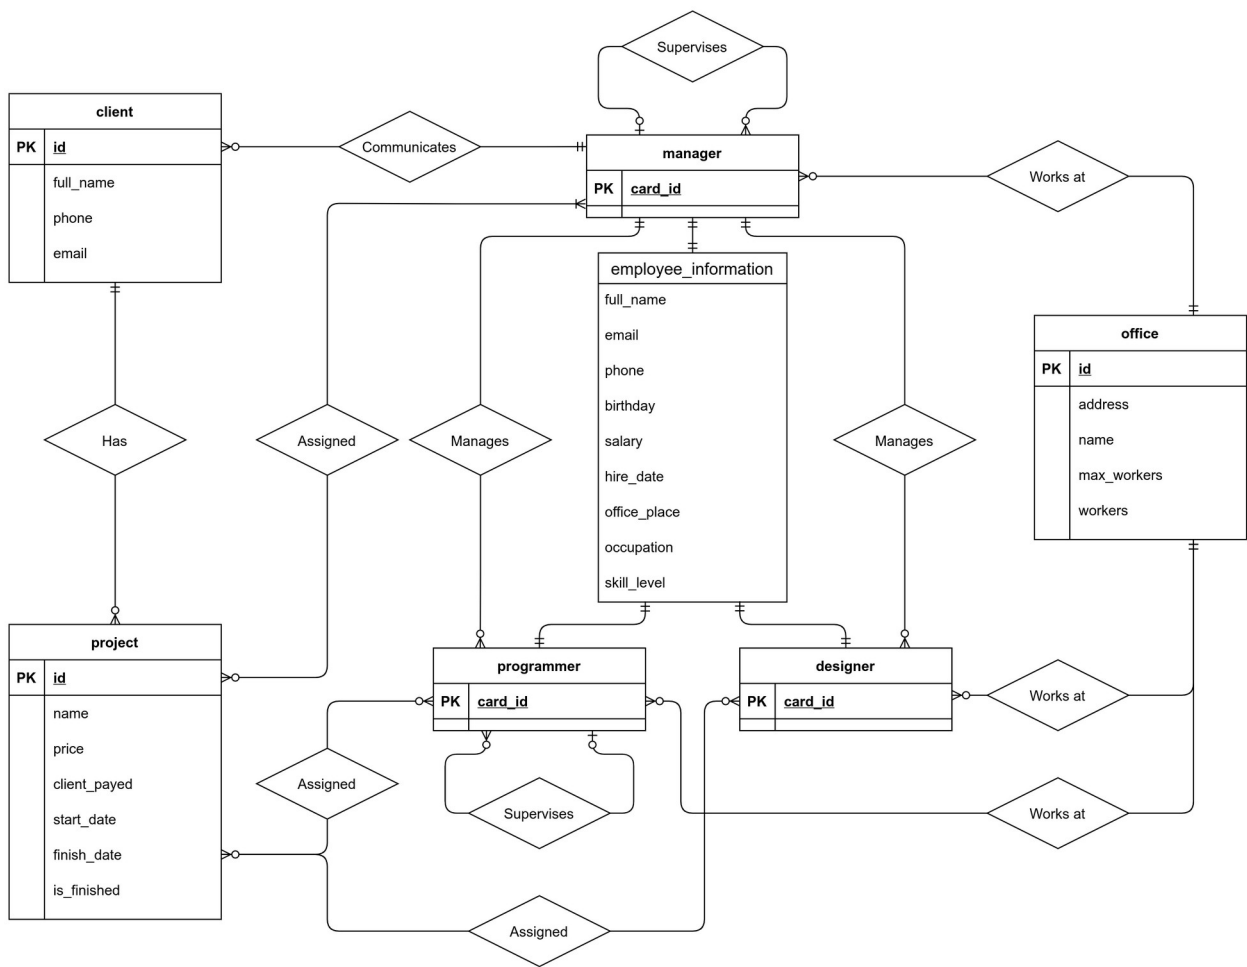 Supervises
client
PK id
full_name
phone
email
Communicates
manager
PK card_id
Works at
employee_information
full_name
email
phone
birthday
salary
hire_date
office_place
occupation
skill_level
office
PK id
address
name
max_workers
workers
Has
Assigned
Manages
Manages
project
PK id
name
price
client_payed
start_date
finish_date
is_finished
programmer
PK card_id
designer
PK card_id
Works at
Assigned
Supervises
Works at
Assigned